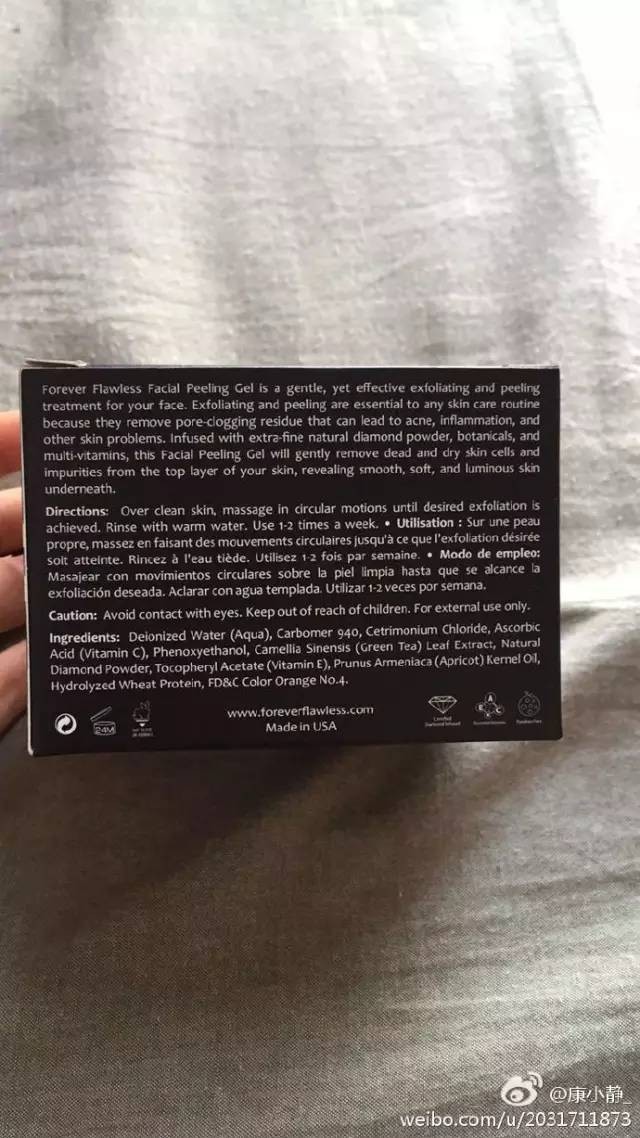 Forever Flawless Facial Peeling Gel is a gentle, yet effective exfoliating and peeling
treatment for your face. Exfoliating and peeling are essential to any skin care routine
because they remove pore-clogging residue that can lead to acne, inflammation, and
other skin problems. Infused with extra-fine natural diamond powder, botanicals, and
multi-vitamins, this Facial Peeling Gel will gently remove dead and dry skin cells and
impurities from the top layer of your skin, revealing smooth, soft, and luminous skin
underneath.
Directions: Over clean skin, massage in circular motions until desired exfoliation is
achieved. Rinse with warm water. Use 1-2 times a week. • Utilisation : Sur une peau
propre, massez en faisant des mouvements circulaires jusqu'à ce que l'exfoliation désirée
soit atteinte. Rincez à l'eau tiède. Utilisez 1-2 fois par semaine. • Modo de empleo:
Masajear con movimientos circulares sobre la piel limpia hasta que se alcance la
exfoliación deseada. Aclarar con agua templada. Utilizar 1-2 veces por semana.
Caution: Avoid contact with eyes. Keep out of reach of children. For external use only.
Ingredients: Deionized Water (Aqua), Carbomer 940, Cetrimonium Chloride, Ascorbic
Acid (Vitamin C), Phenoxyethanol, Camellia Sinensis (Green Tea) Leaf Extract, Natural
Diamond Powder, Tocopheryl Acetate (Vitamin E), Prunus Armeniaca (Apricot) Kernel Oil,
Hydrolyzed Wheat Protein, FD&C Color Orange No.4.
www.foreverflawless.com
Made in USA
24M
@康小静_
weibo.com/u/2031711873